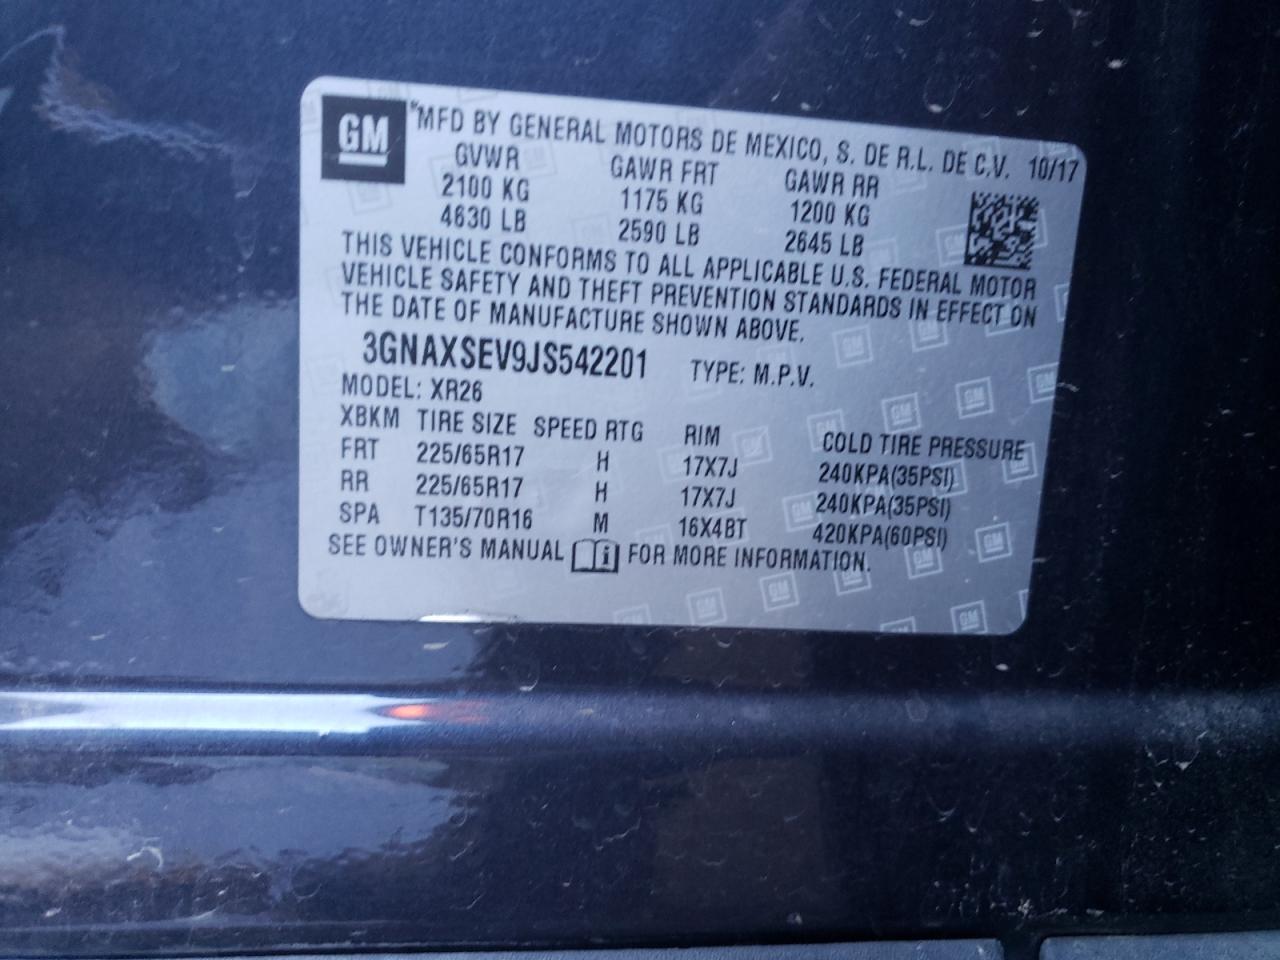 GM
"MFD BY GENERAL MOTORS DE MEXICO, S. DE R.L. DE C.V. 10/17
GVWR GAWR FRT GAWR RR
2100 KG 1175 KG 1200 KG
4630 LB 2590 LB 2645 LB
THIS VEHICLE CONFORMS TO ALL APPLICABLE U.S. FEDERAL MOTOR
VEHICLE SAFETY AND THEFT PREVENTION STANDARDS IN EFFECT ON
THE DATE OF MANUFACTURE SHOWN ABOVE.
3GNAXSEV9JS542201 TYPE: M.P.V.
MODEL: XR26
XBKM TIRE SIZE SPEED RTG RIM COLD TIRE PRESSURE
FRT 225/65R17 H 17X7J 240KPA(35PSI)
RR 225/65R17 H 17X7J 240KPA(35PSI)
SPA T135/70R16 M 16X4BT 420KPA(60PSI)
SEE OWNER'S MANUAL i FOR MORE INFORMATION.